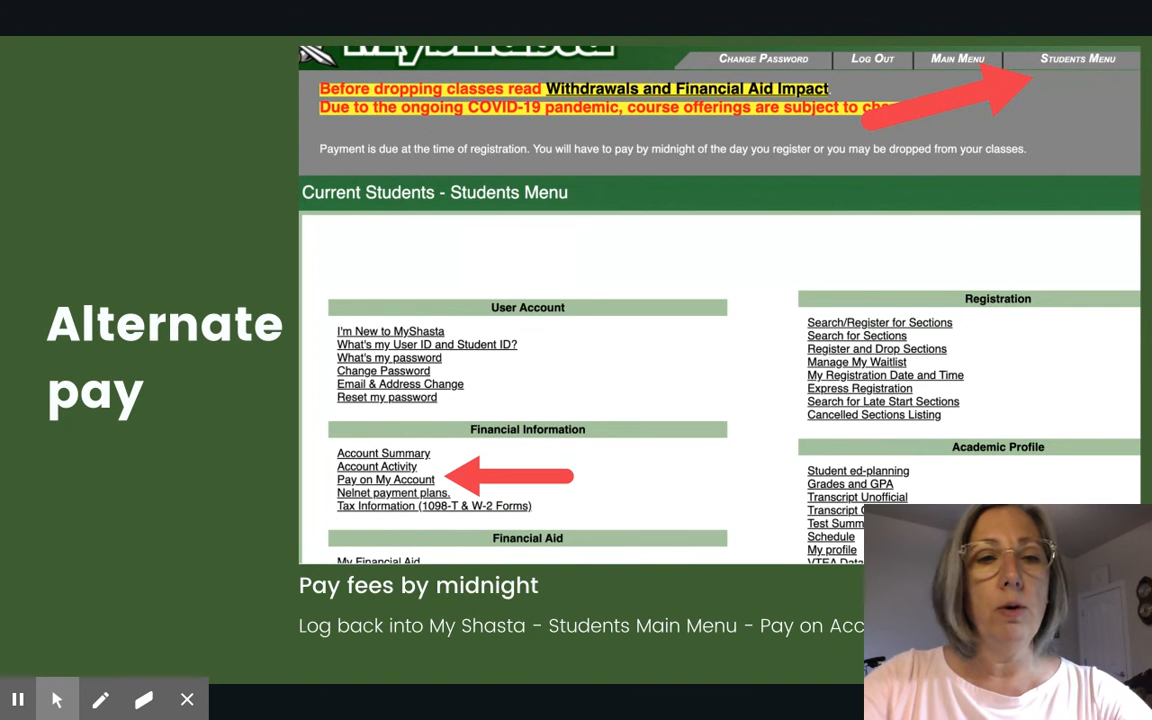 MyShasta
CHANGE PASSWORD
LOG OUT
MAIN MENU
STUDENTS MENU
Before dropping classes read Withdrawals and Financial Aid Impact
Due to the ongoing COVID-19 pandemic, course offerings are subject to
Payment is due at the time of registration. You will have to pay by midnight of the day you register or you may be dropped from your classes.
Current Students - Students Menu
Alternate
pay
User Account
I'm New to MyShasta
What's my User ID and Student ID?
What's my password
Change Password
Email & Address Change
Reset my password
Financial Information
Account Summary
Account Activity
Pay on My Account
Nelnet payment plans.
Tax Information (1098-T & W-2 Forms)
Financial Aid
My Financial Aid
Registration
Search/Register for Sections
Search for Sections
Register and Drop Sections
Manage My Waitlist
My Registration Date and Time
Express Registration
Search for Late Start Sections
Cancelled Sections Listing
Academic Profile
Student ed-planning
Grades and GPA
Transcript Unofficial
Transcript
Test
Schedule
My profile
VTEA Data
Pay fees by midnight
Log back into My Shasta - Students Main Menu - Pay on